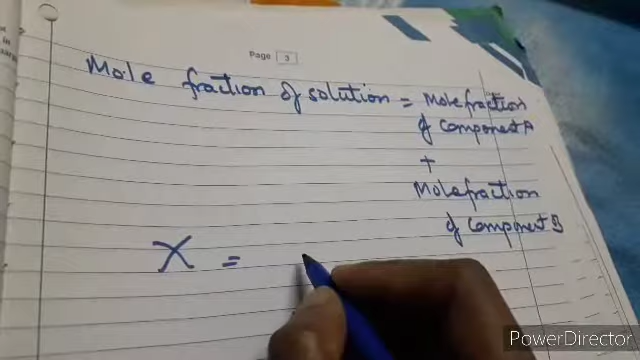 Page 3
Mole fraction of solution = Mole fraction
of component A
+
Mole fraction
of component B
X =
PowerDirector